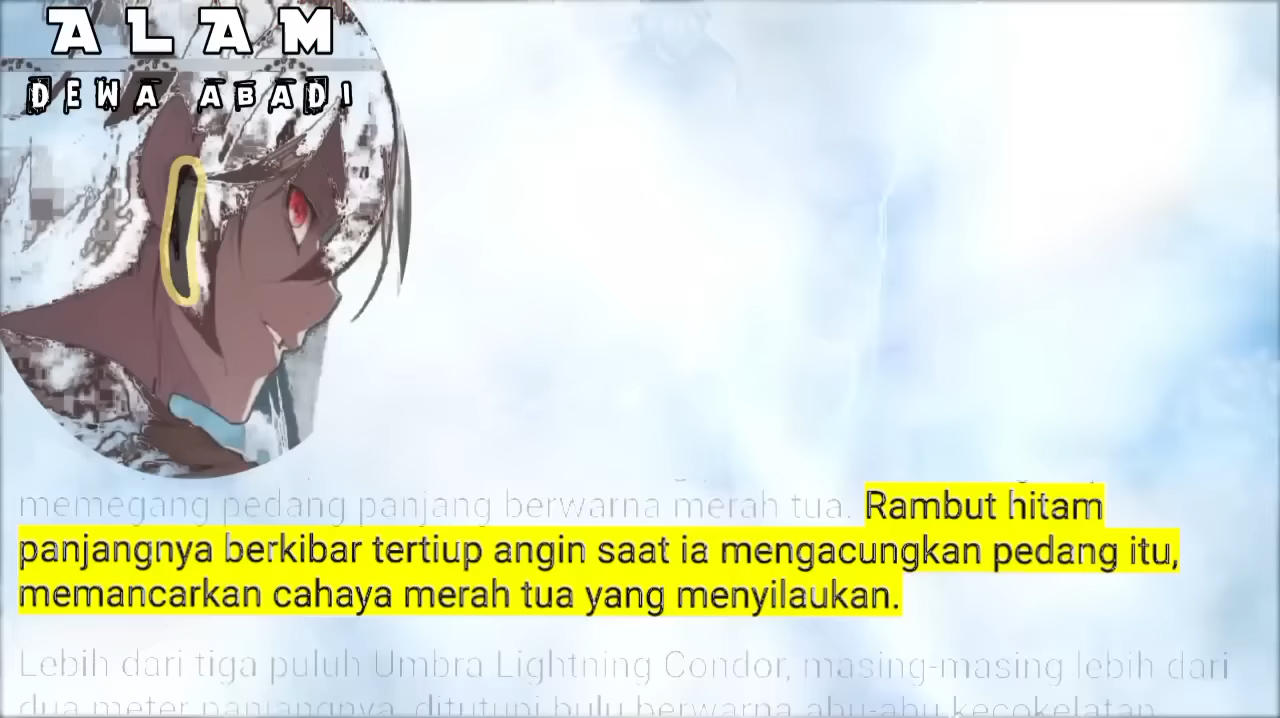 ALAM
DEWA ABADI
memegang pedang panjang berwarna merah tua. Rambut hitam
panjangnya berkibar tertiup angin saat ia mengacungkan pedang itu,
memancarkan cahaya merah tua yang menyilaukan.
Lebih dari tiga puluh Umbra Lightning Condor, masing-masing lebih dari
dua meter panjangnya, ditutupi bulu berwarna abu-abu kecokelatan